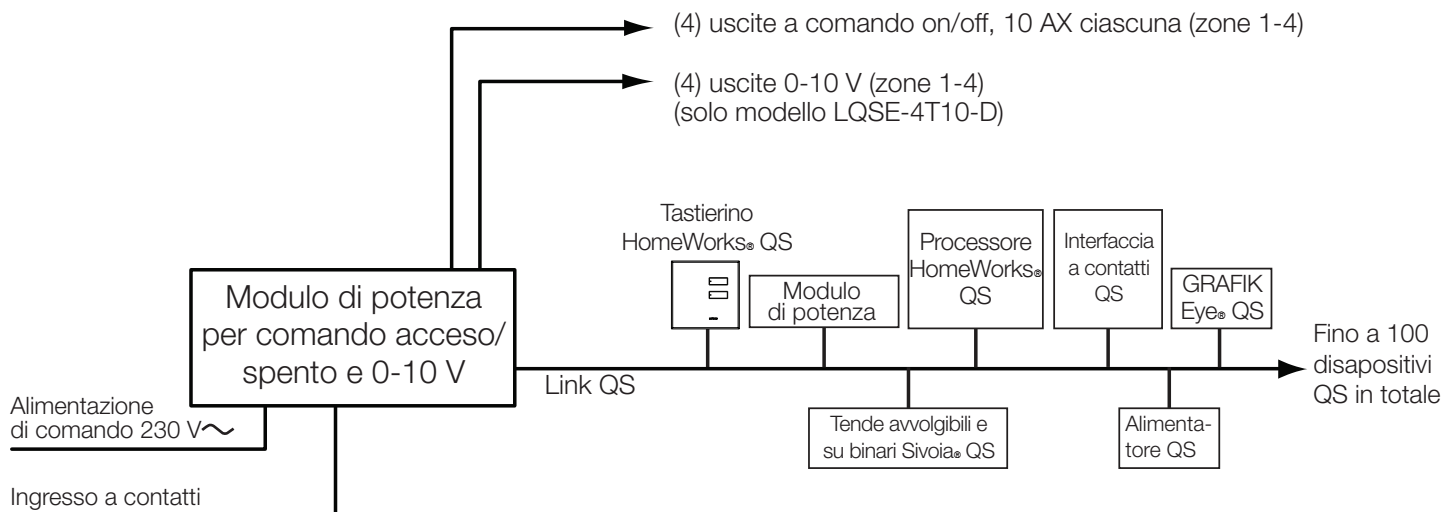 (4) uscite a comando on/off, 10 AX ciascuna (zone 1-4)
(4) uscite 0-10 V (zone 1-4)
(solo modello LQSE-4T10-D)
Tastierino
HomeWorks® QS
Modulo
di potenza
Processore
HomeWorks®
QS
Interfaccia
a contatti
QS
GRAFIK
Eye® QS
Modulo di potenza
per comando acceso/
spento e 0-10 V
Link QS
Fino a 100
disapositivi
QS in totale
Tende avvolgibili e
su binari Sivoia® QS
Alimenta-
tore QS
Alimentazione
di comando 230 V~
Ingresso a contatti